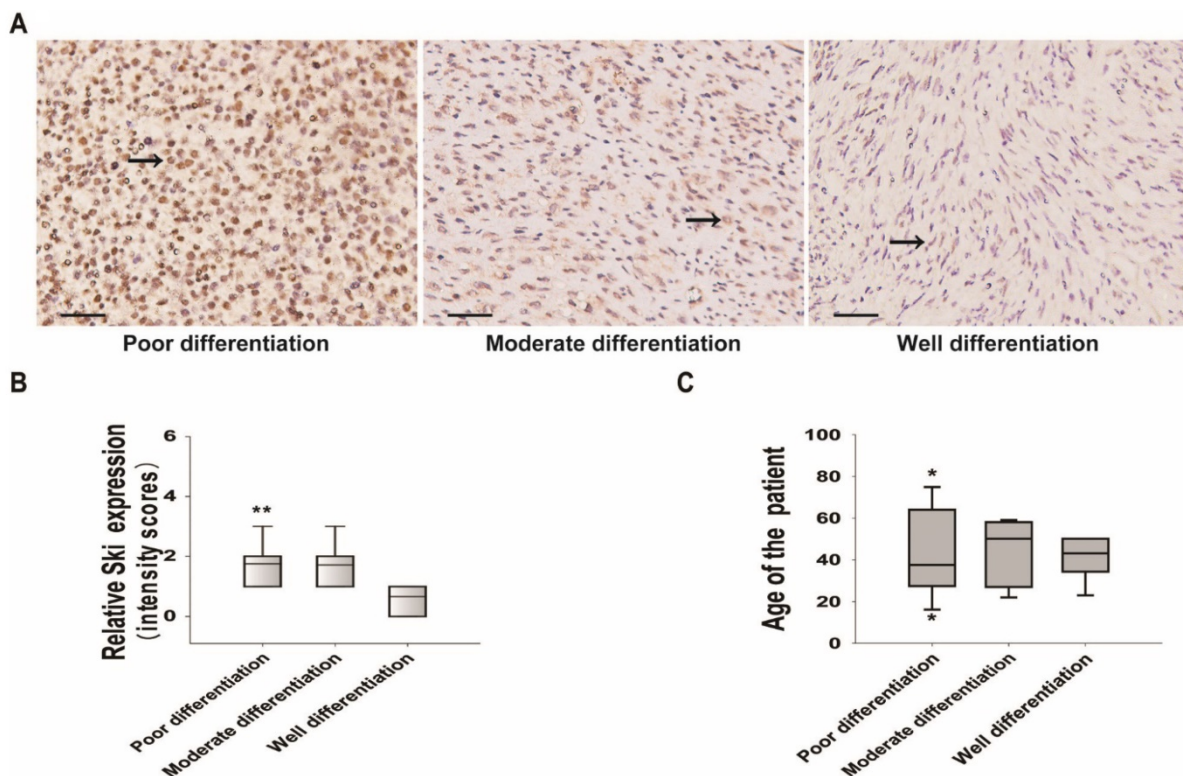 A
Poor differentiation
Moderate differentiation
Well differentiation
B
Relative Ski expression
(intensity scores)
6
4
2
0
**
Poor differentiation
Moderate differentiation
Well differentiation
C
Age of the patient
100
80
60
40
20
0
*
*
Poor differentiation
Moderate differentiation
Well differentiation